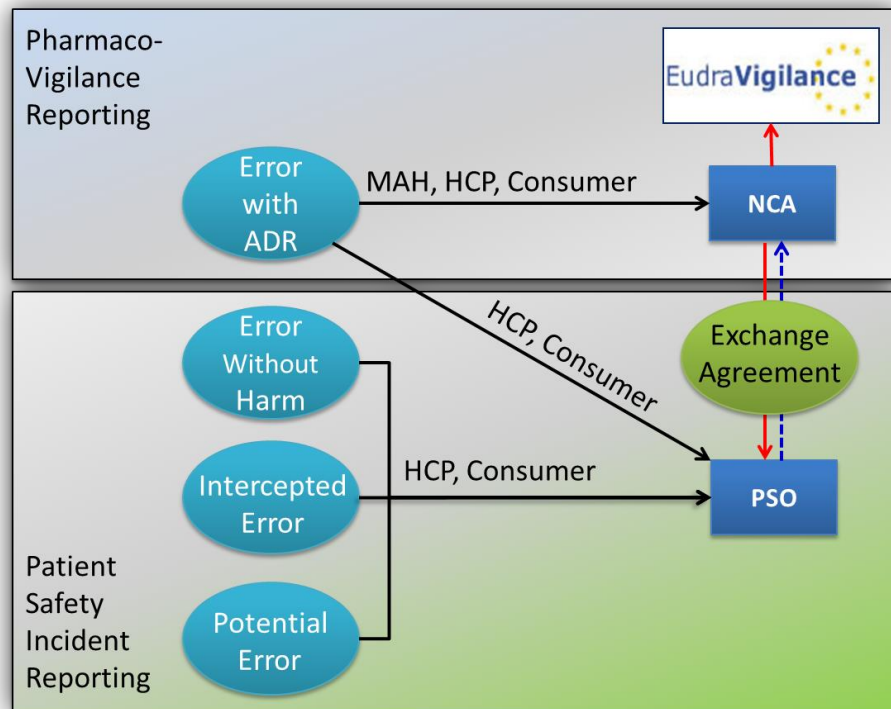 Pharmaco-
Vigilance
Reporting
EudraVigilance
Error
with
ADR
MAH, HCP, Consumer
NCA
HCP, Consumer
Exchange
Agreement
Error
Without
Harm
Intercepted
Error
HCP, Consumer
PSO
Potential
Error
Patient
Safety
Incident
Reporting